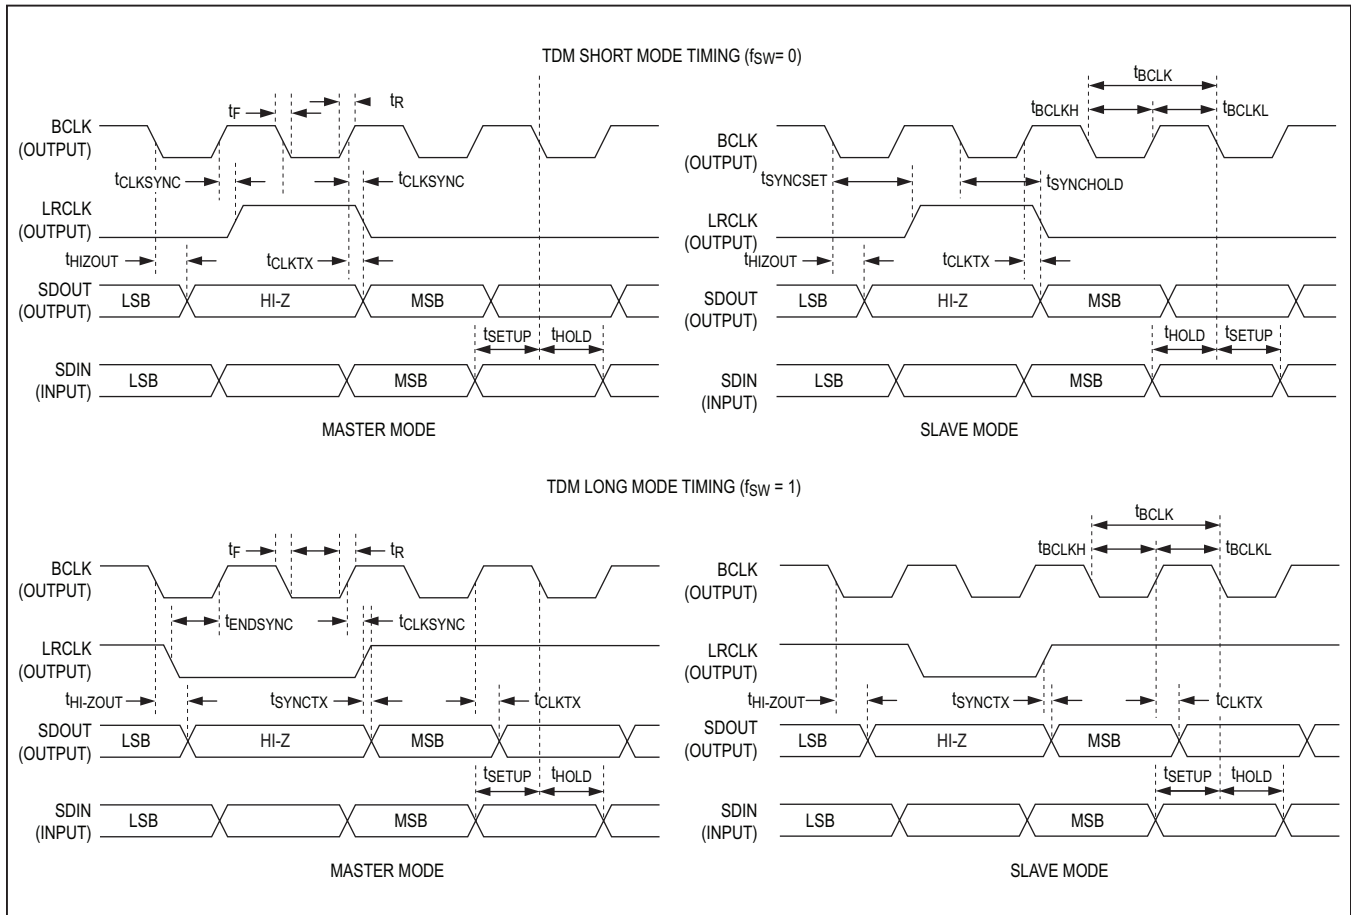 TDM SHORT MODE TIMING (fSW= 0)
tF
tR
BCLK
(OUTPUT)
tCLKSYNC
tCLKSYNC
LRCLK
(OUTPUT)
tHIZOUT
tCLKTX
SDOUT
(OUTPUT)
LSB
HI-Z
MSB
tSETUP
tHOLD
SDIN
(INPUT)
LSB
MSB
MASTER MODE
tBCLK
tBCLKH
tBCLKL
BCLK
(OUTPUT)
tSYNCSET
tSYNCHOLD
LRCLK
(OUTPUT)
tHIZOUT
tCLKTX
SDOUT
(OUTPUT)
LSB
HI-Z
MSB
tHOLD
tSETUP
SDIN
(INPUT)
LSB
MSB
SLAVE MODE
TDM LONG MODE TIMING (fSW = 1)
tF
tR
BCLK
(OUTPUT)
tENDSYNC
tCLKSYNC
LRCLK
(OUTPUT)
tHI-ZOUT
tSYNCTX
tCLKTX
SDOUT
(OUTPUT)
LSB
HI-Z
MSB
tSETUP
tHOLD
SDIN
(INPUT)
LSB
MSB
MASTER MODE
tBCLK
tBCLKH
tBCLKL
BCLK
(OUTPUT)
LRCLK
(OUTPUT)
tHI-ZOUT
tSYNCTX
tCLKTX
SDOUT
(OUTPUT)
LSB
HI-Z
MSB
tSETUP
tHOLD
SDIN
(INPUT)
LSB
MSB
SLAVE MODE